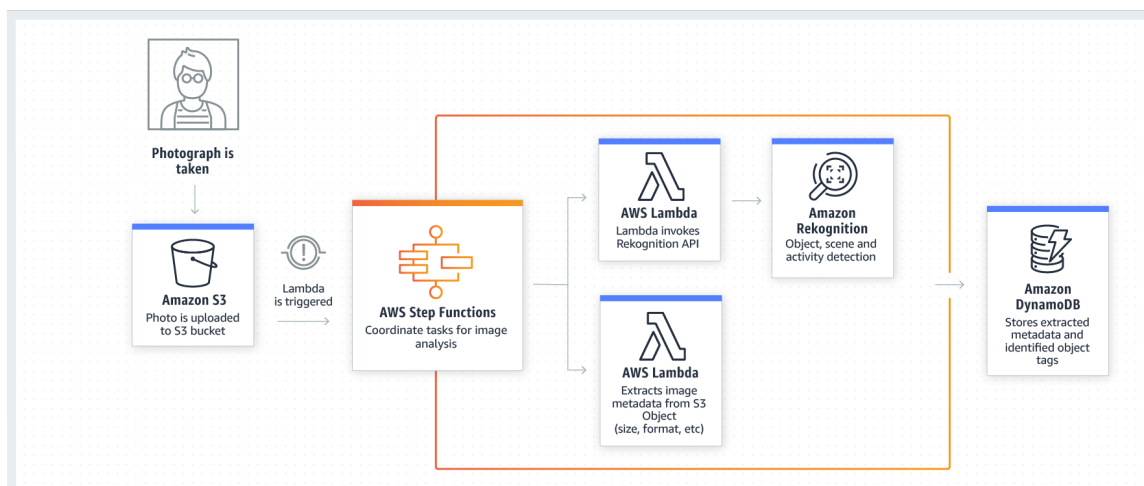 Photograph is
taken
Amazon S3
Photo is uploaded
to S3 bucket
Lambda
is triggered
AWS Step Functions
Coordinate tasks for image
analysis
AWS Lambda
Lambda invokes
Rekognition API
Amazon
Rekognition
Object, scene and
activity detection
AWS Lambda
Extracts image
metadata from S3
Object
(size, format, etc)
Amazon
DynamoDB
Stores extracted
metadata and
identified object
tags